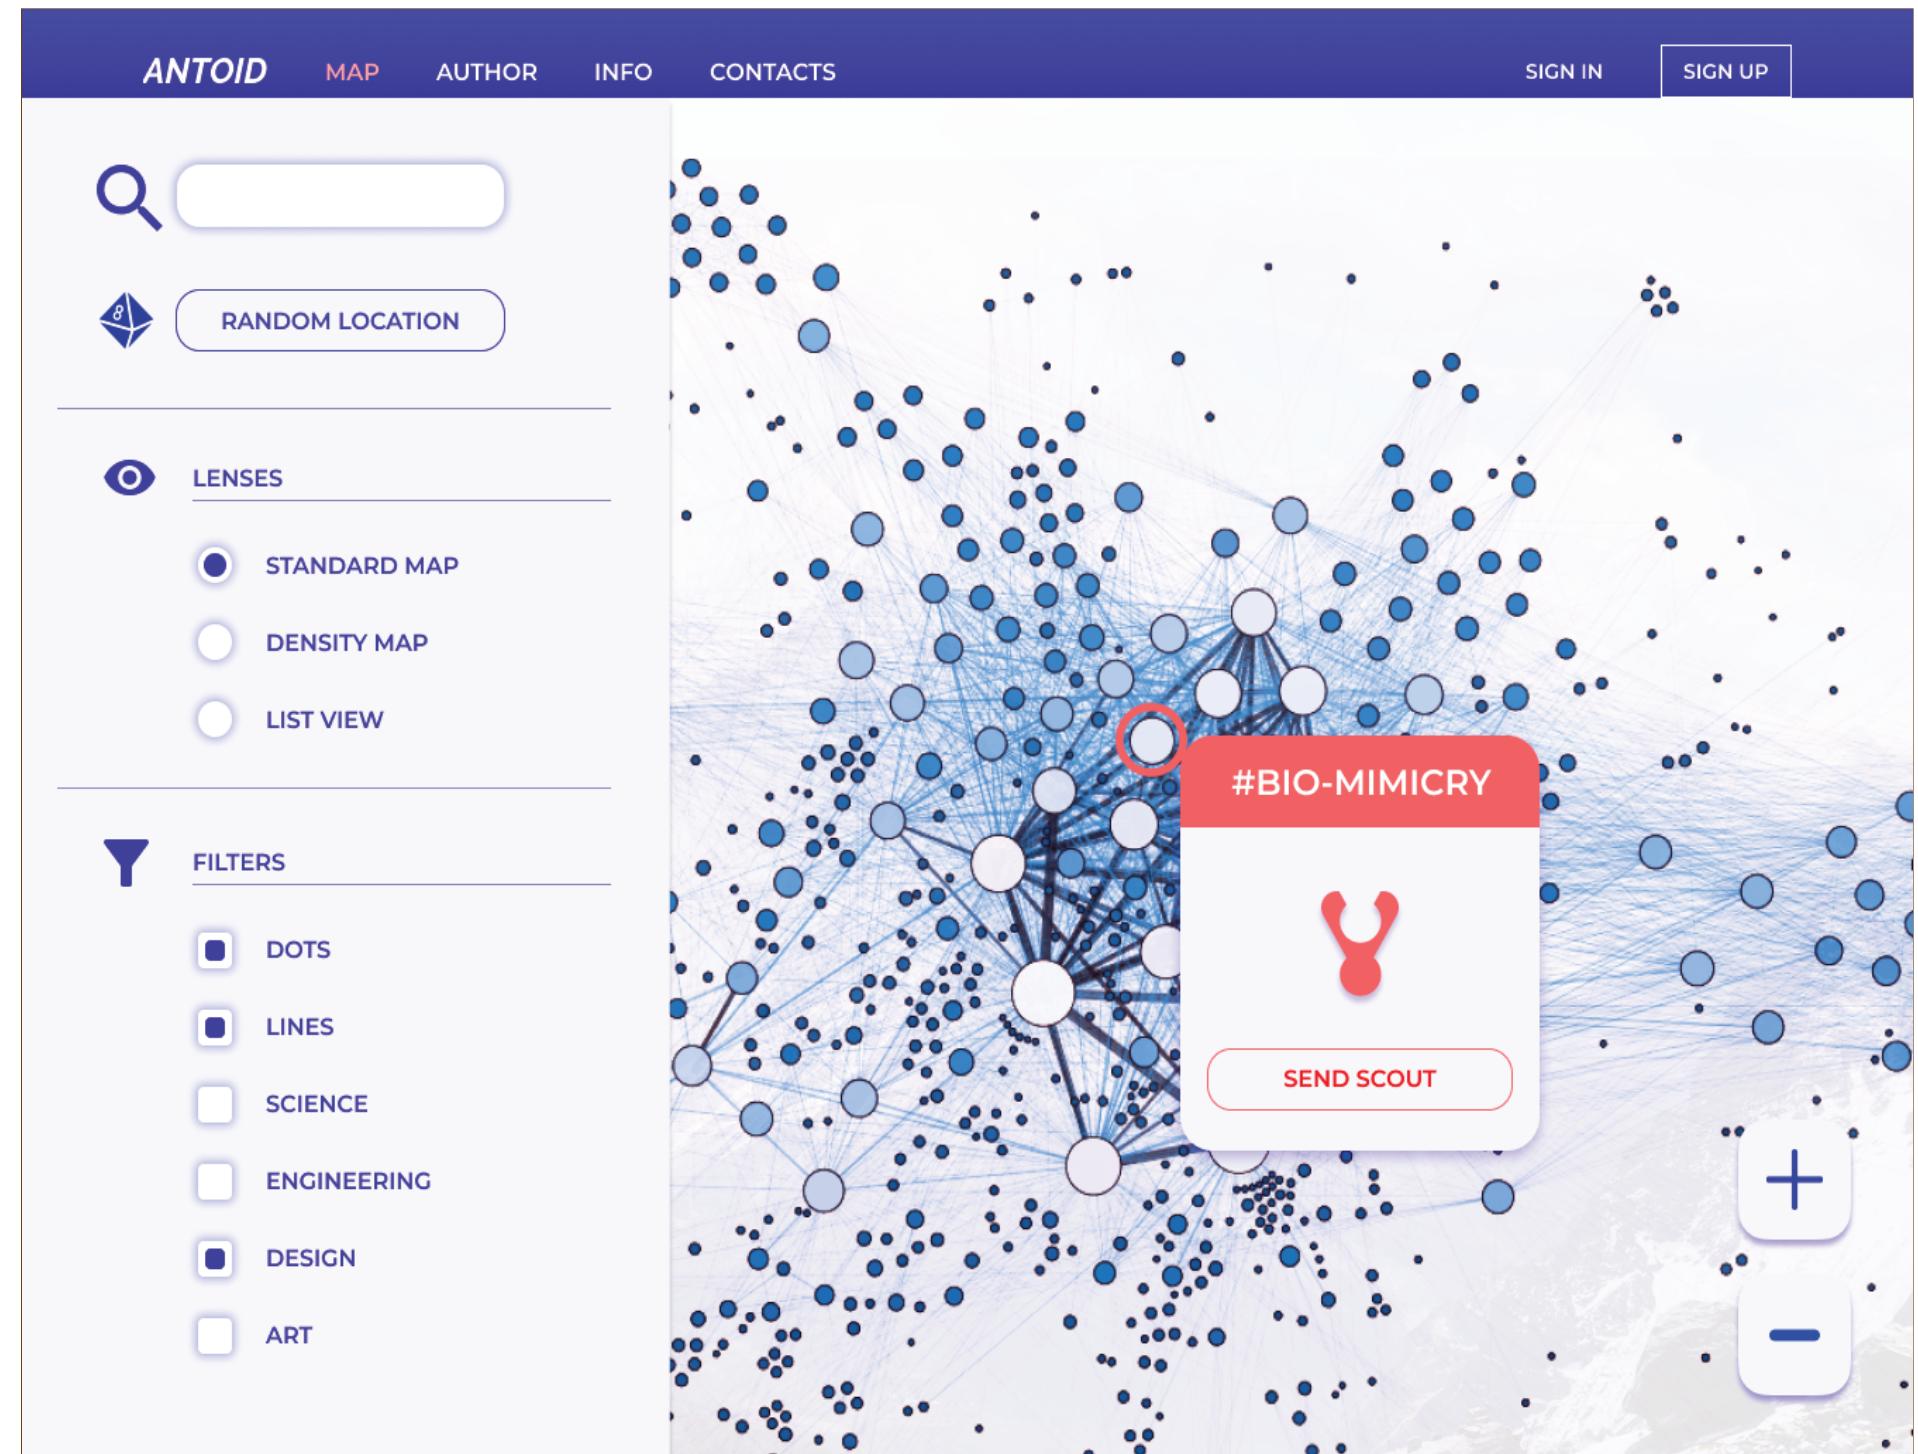 ANTOID MAP AUTHOR INFO CONTACTS SIGN IN SIGN UP
8
RANDOM LOCATION
LENSES
STANDARD MAP
DENSITY MAP
LIST VIEW
FILTERS
DOTS
LINES
SCIENCE
ENGINEERING
DESIGN
ART
#BIO-MIMICRY
SEND SCOUT